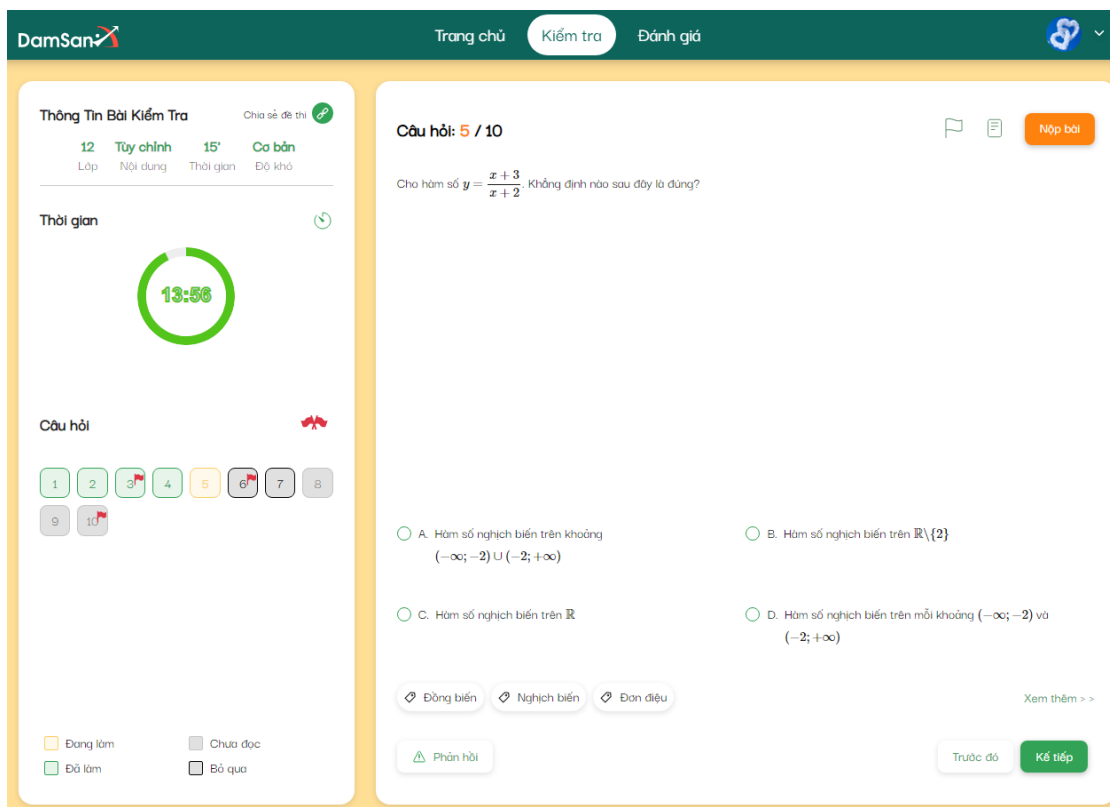 DamSan
Trang chủ Kiểm tra Đánh giá
Thông Tin Bài Kiểm Tra Chia sẻ đề thi
12 Tùy chỉnh 15' Cơ bản
Lớp Nội dung Thời gian Độ khó
Thời gian
13:56
Câu hỏi
1 2 3 4 5 6 7 8
9 10
Đang làm Chưa đọc
Đã làm Bỏ qua
Câu hỏi: 5 / 10
Nộp bài
Cho hàm số y = \frac{x + 3}{x + 2}. Khẳng định nào sau đây là đúng?
A. Hàm số nghịch biến trên khoảng
(−∞; −2) ∪ (−2; +∞)
B. Hàm số nghịch biến trên ℝ\{2}
C. Hàm số nghịch biến trên ℝ
D. Hàm số nghịch biến trên mỗi khoảng (−∞; −2) và
(−2; +∞)
Đồng biến Nghịch biến Đơn điệu Xem thêm > >
Phản hồi Trước đó Kế tiếp